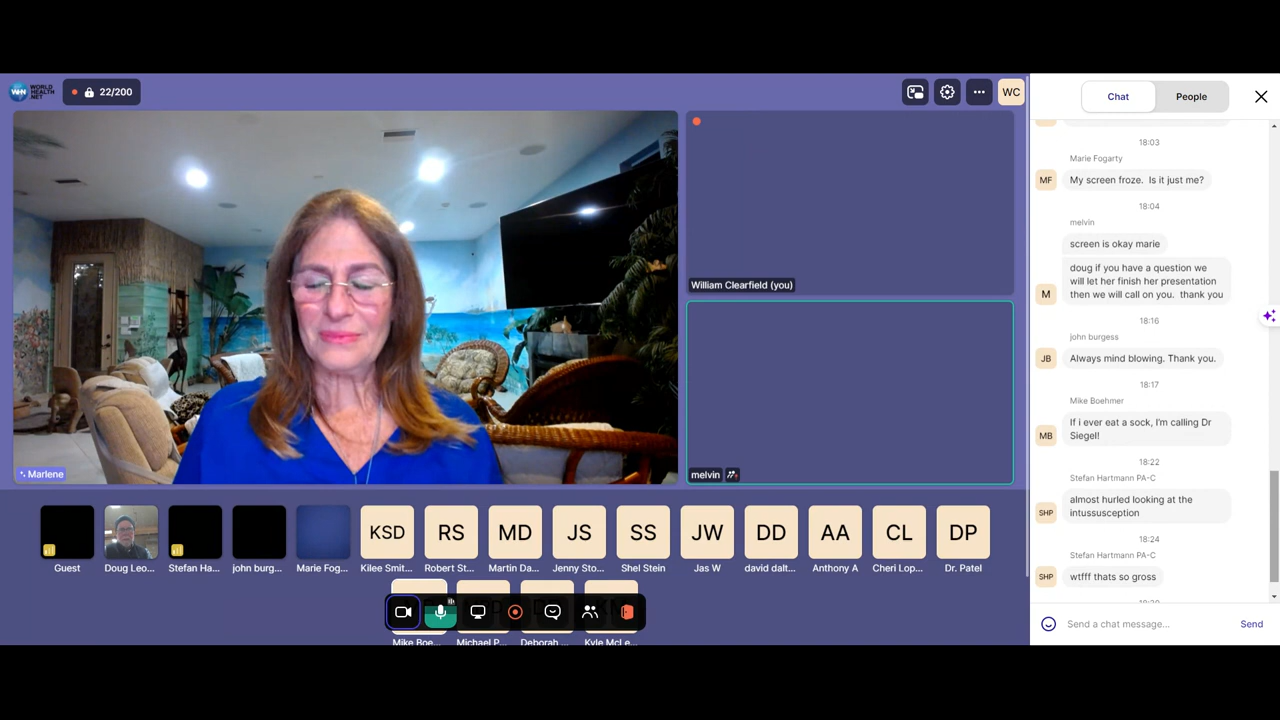 WHN WORLD
HEALTH
.NET
22/200
WC
Marlene
William Clearfield (you)
melvin
Guest
Doug Leo...
Stefan Ha...
john burg...
Marie Fog...
KSD
Kilee Smit...
RS
Robert St...
MD
Martin Da...
JS
Jenny Sto...
SS
Shel Stein
JW
Jas W
DD
david dalt...
AA
Anthony A
CL
Cheri Lop...
DP
Dr. Patel
Mike Boe...
Michael P...
Deborah ...
Kyle McLe...
Chat
People
18:03
Marie Fogarty
MF
My screen froze. Is it just me?
18:04
melvin
screen is okay marie
doug if you have a question we
will let her finish her presentation
then we will call on you. thank you
M
18:16
john burgess
JB
Always mind blowing. Thank you.
18:17
Mike Boehmer
If i ever eat a sock, I'm calling Dr
Siegel!
MB
18:22
Stefan Hartmann PA-C
almost hurled looking at the
intussusception
SHP
18:24
Stefan Hartmann PA-C
SHP
wtfff thats so gross
Send a chat message...
Send